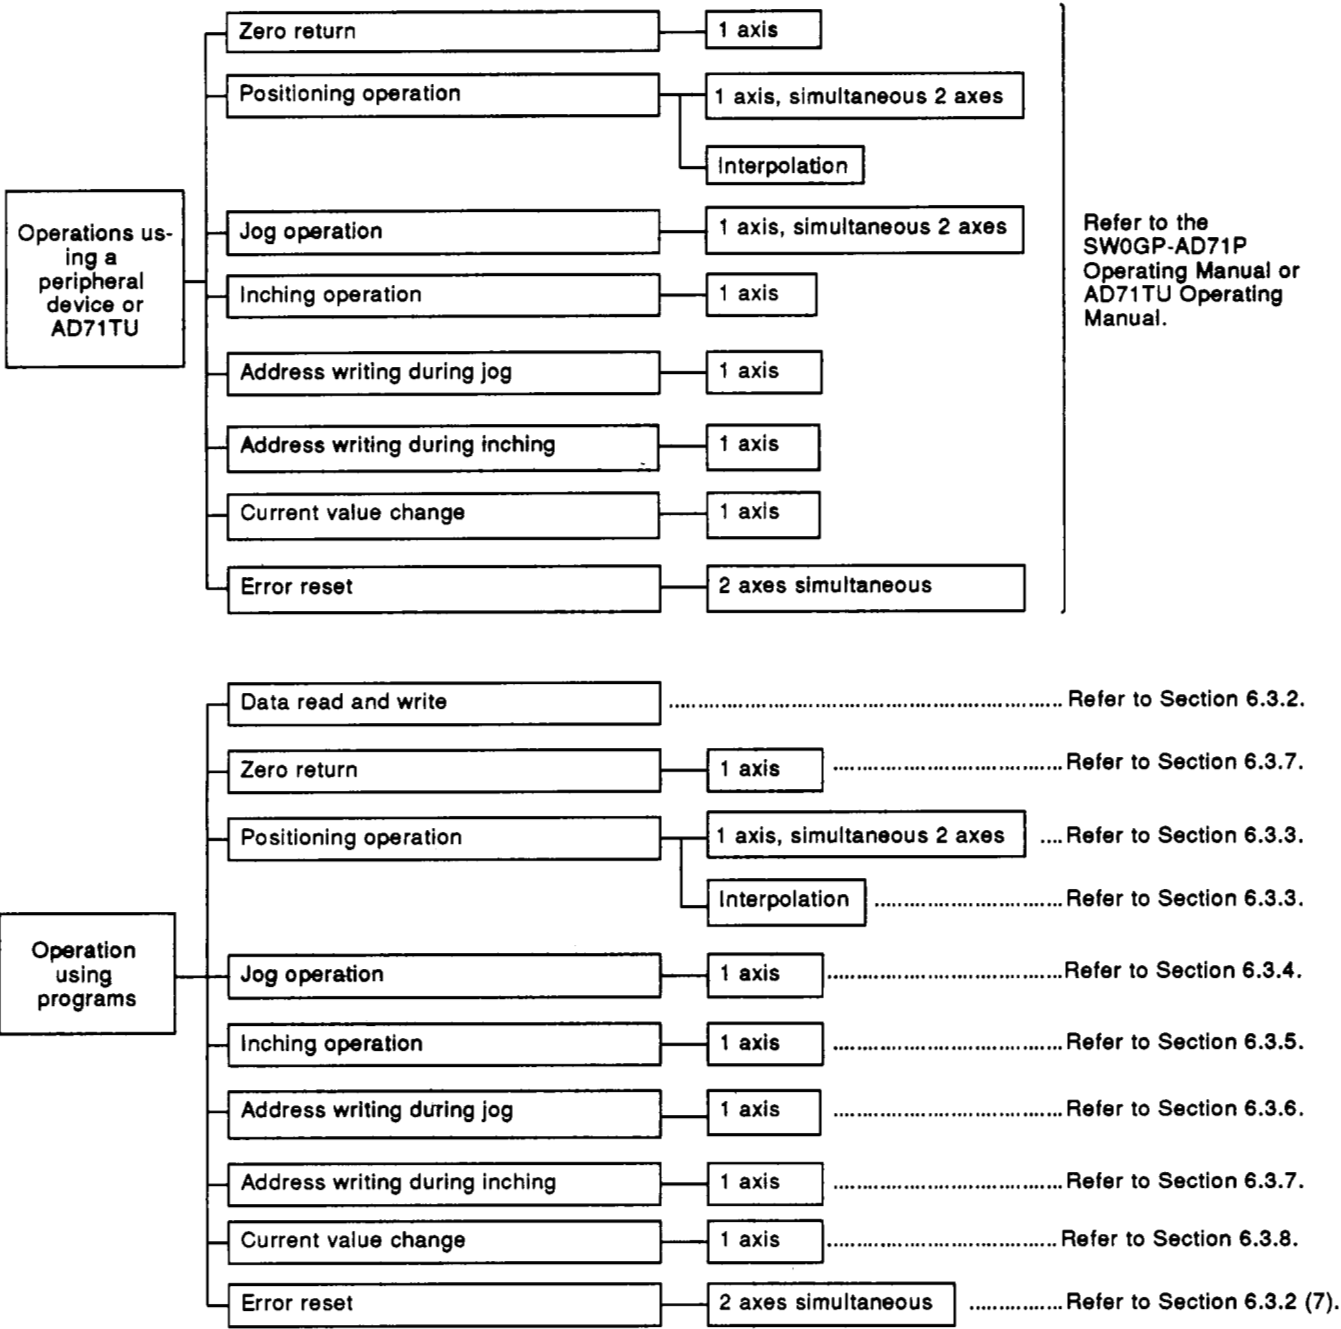 Zero return
1 axis
Positioning operation
1 axis, simultaneous 2 axes
Interpolation
Operations us-
ing a
peripheral
device or
AD71TU
Jog operation
1 axis, simultaneous 2 axes
Refer to the
SW0GP-AD71P
Operating Manual or
AD71TU Operating
Manual.
Inching operation
1 axis
Address writing during jog
1 axis
Address writing during inching
1 axis
Current value change
1 axis
Error reset
2 axes simultaneous
Data read and write ........ Refer to Section 6.3.2.
Zero return
1 axis ........ Refer to Section 6.3.7.
Positioning operation
1 axis, simultaneous 2 axes .... Refer to Section 6.3.3.
Interpolation ........ Refer to Section 6.3.3.
Operation
using
programs
Jog operation
1 axis ........ Refer to Section 6.3.4.
Inching operation
1 axis ........ Refer to Section 6.3.5.
Address writing during jog
1 axis ........ Refer to Section 6.3.6.
Address writing during inching
1 axis ........ Refer to Section 6.3.7.
Current value change
1 axis ........ Refer to Section 6.3.8.
Error reset
2 axes simultaneous ........ Refer to Section 6.3.2 (7).